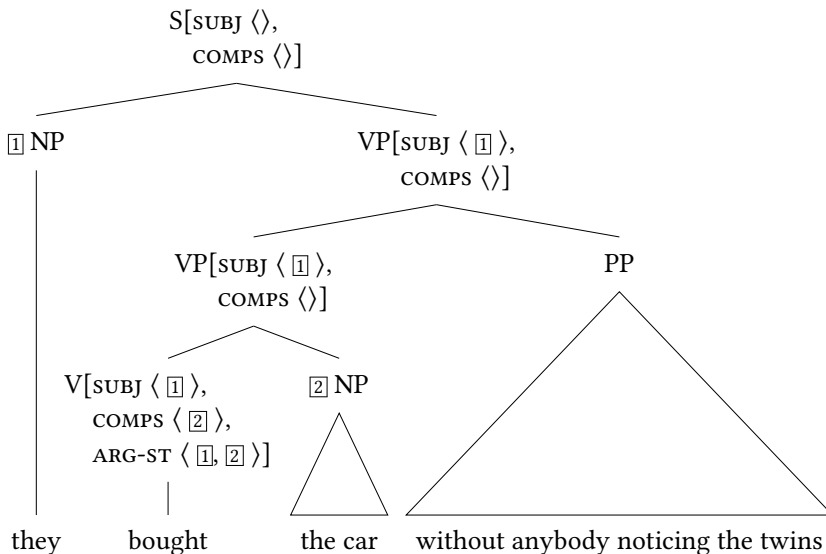 S[SUBJ ⟨⟩,
COMPS ⟨⟩]
1 NP VP[SUBJ ⟨ 1 ⟩,
COMPS ⟨⟩]
VP[SUBJ ⟨ 1 ⟩, PP
COMPS ⟨⟩]
V[SUBJ ⟨ 1 ⟩, 2 NP
COMPS ⟨ 2 ⟩,
ARG-ST ⟨ 1, 2 ⟩]
they bought the car without anybody noticing the twins